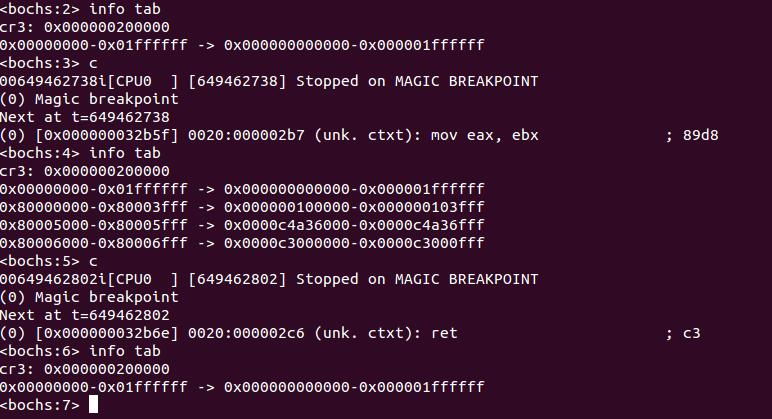 <bochs:2> info tab
cr3: 0x000000200000
0x00000000-0x01ffffff -> 0x000000000000-0x000001ffffff
<bochs:3> c
00649462738i[CPU0  ] [649462738] Stopped on MAGIC BREAKPOINT
(0) Magic breakpoint
Next at t=649462738
(0) [0x000000032b5f] 0020:000002b7 (unk. ctxt): mov eax, ebx              ; 89d8
<bochs:4> info tab
cr3: 0x000000200000
0x00000000-0x01ffffff -> 0x000000000000-0x000001ffffff
0x80000000-0x80003fff -> 0x000000100000-0x000000103fff
0x80005000-0x80005fff -> 0x0000c4a36000-0x0000c4a36fff
0x80006000-0x80006fff -> 0x0000c3000000-0x0000c3000fff
<bochs:5> c
00649462802i[CPU0  ] [649462802] Stopped on MAGIC BREAKPOINT
(0) Magic breakpoint
Next at t=649462802
(0) [0x000000032b6e] 0020:000002c6 (unk. ctxt): ret                       ; c3
<bochs:6> info tab
cr3: 0x000000200000
0x00000000-0x01ffffff -> 0x000000000000-0x000001ffffff
<bochs:7>